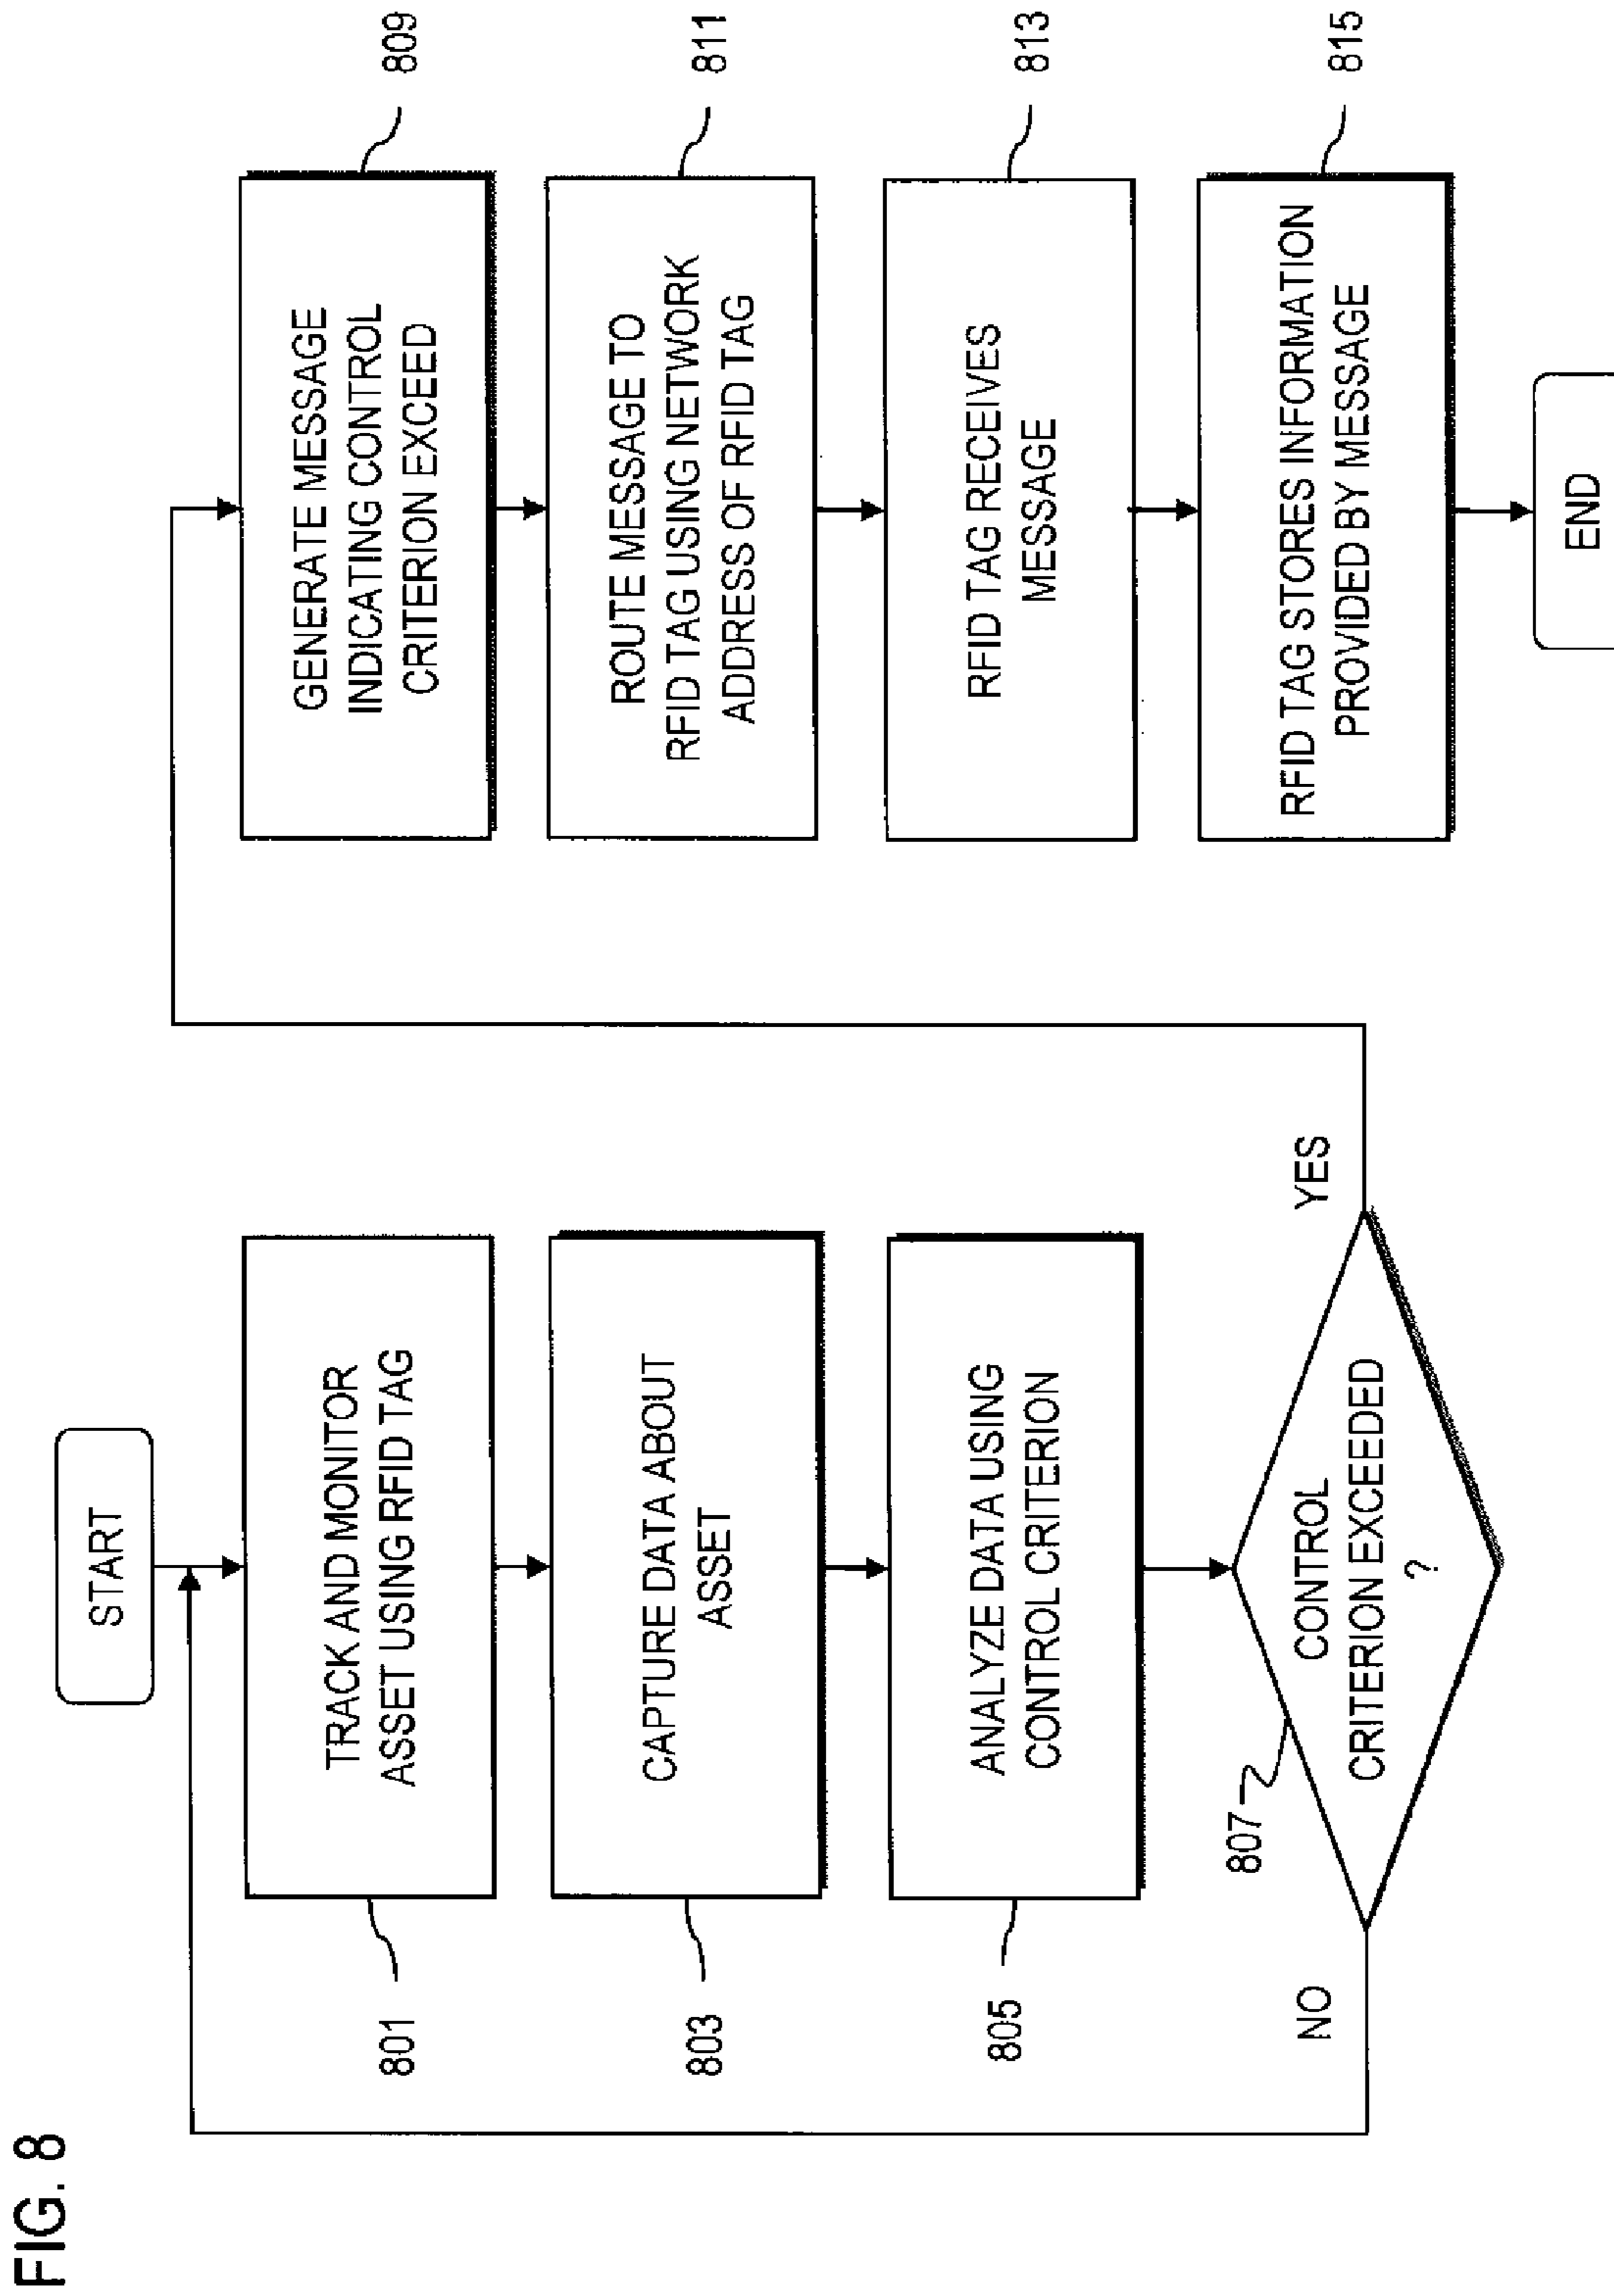 FIG. 8
START
TRACK AND MONITOR
ASSET USING RFID TAG
801
CAPTURE DATA ABOUT
ASSET
803
ANALYZE DATA USING
CONTROL CRITERION
805
807
CONTROL
CRITERION EXCEEDED
?
NO
YES
GENERATE MESSAGE
INDICATING CONTROL
CRITERION EXCEED
809
ROUTE MESSAGE TO
RFID TAG USING NETWORK
ADDRESS OF RFID TAG
811
RFID TAG RECEIVES
MESSAGE
813
RFID TAG STORES INFORMATION
PROVIDED BY MESSAGE
815
END